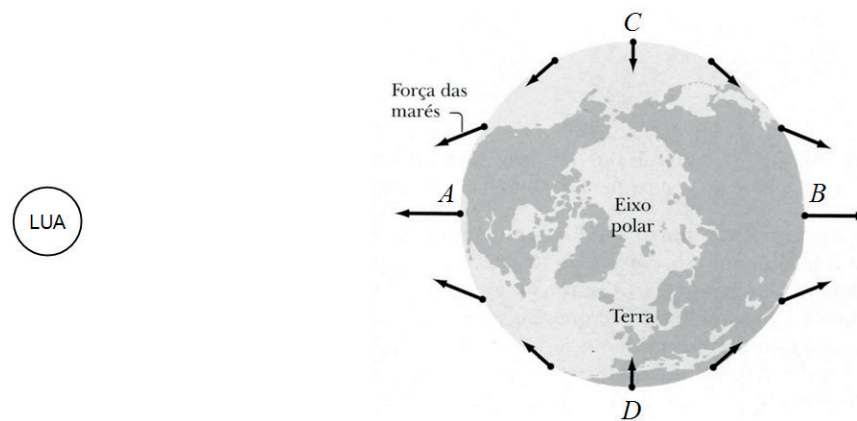 C
Força das
marés
A
B
LUA
Eixo
polar
Terra
D